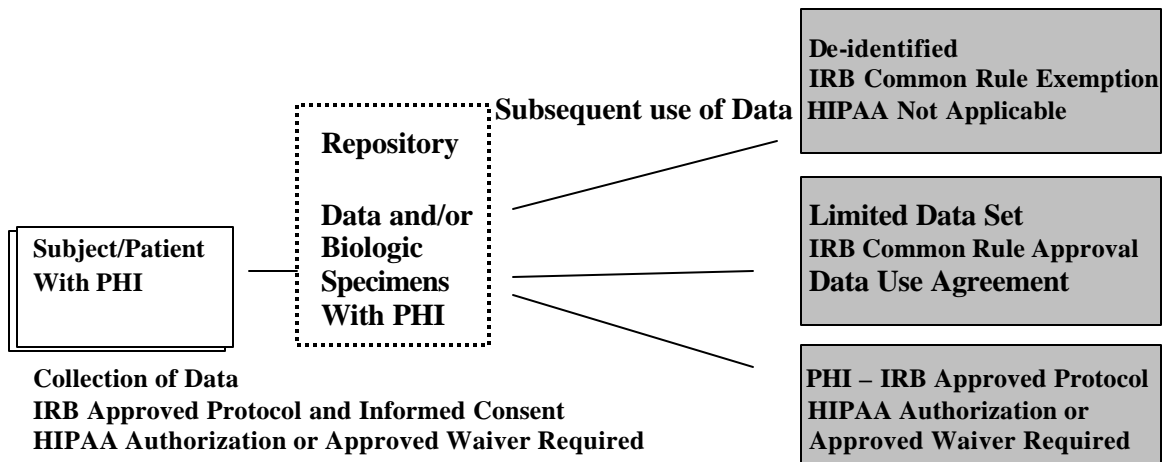 Subject/Patient
With PHI
Collection of Data
IRB Approved Protocol and Informed Consent
HIPAA Authorization or Approved Waiver Required
Repository
Data and/or
Biologic
Specimens
With PHI
Subsequent use of Data
De-identified
IRB Common Rule Exemption
HIPAA Not Applicable
Limited Data Set
IRB Common Rule Approval
Data Use Agreement
PHI – IRB Approved Protocol
HIPAA Authorization or
Approved Waiver Required